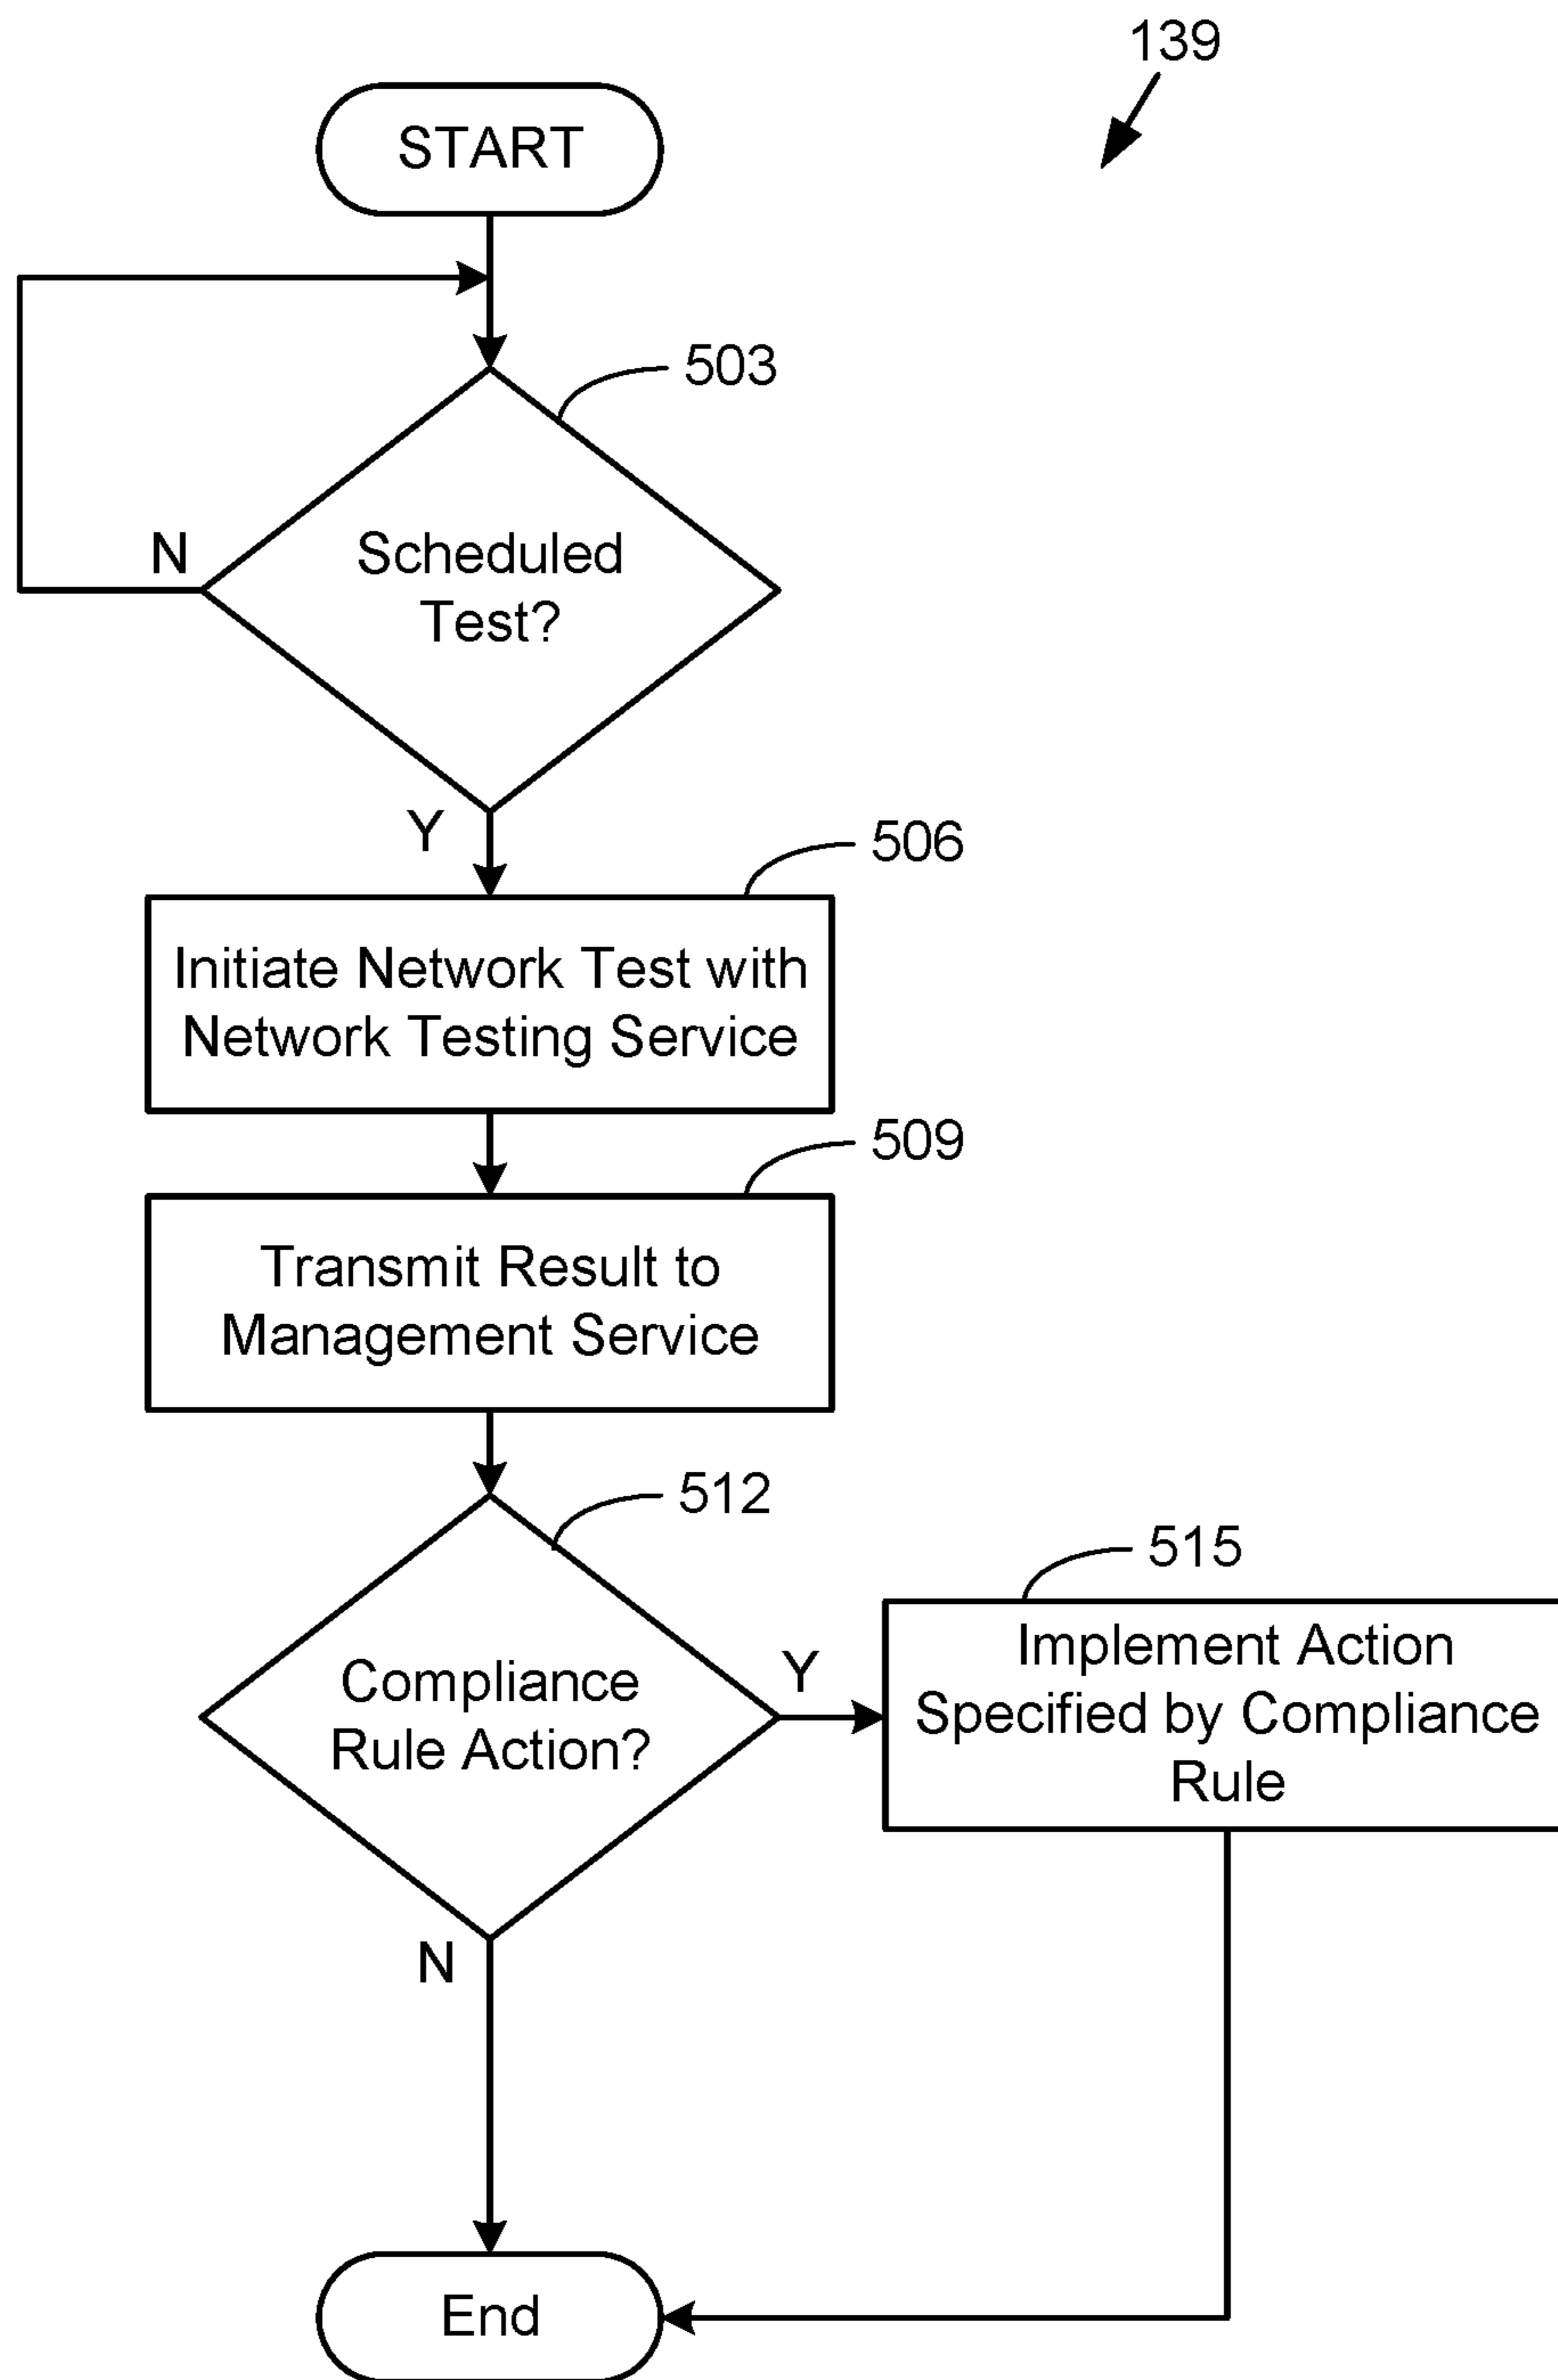 139
START
503
N
Scheduled
Test?
Y
506
Initiate Network Test with
Network Testing Service
509
Transmit Result to
Management Service
512
515
Compliance
Rule Action?
Y
Implement Action
Specified by Compliance
Rule
N
End